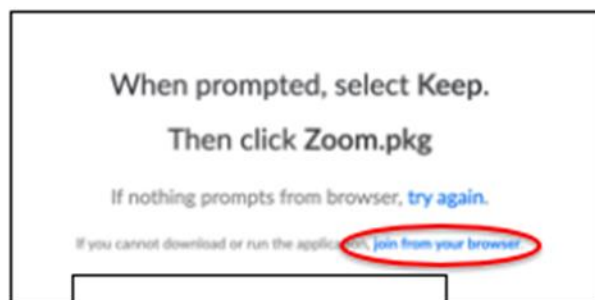 When prompted, select Keep.
Then click Zoom.pkg
If nothing prompts from browser, try again.
If you cannot download or run the application, join from your browser.